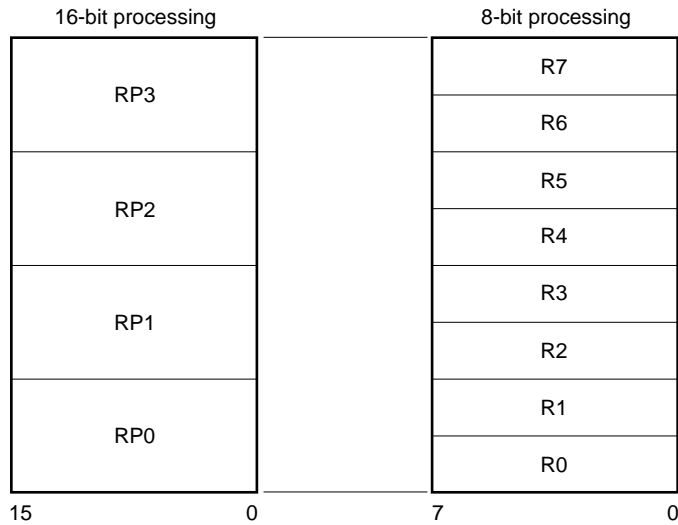 16-bit processing
8-bit processing
RP3
RP2
RP1
RP0
15 0
R7
R6
R5
R4
R3
R2
R1
R0
7 0